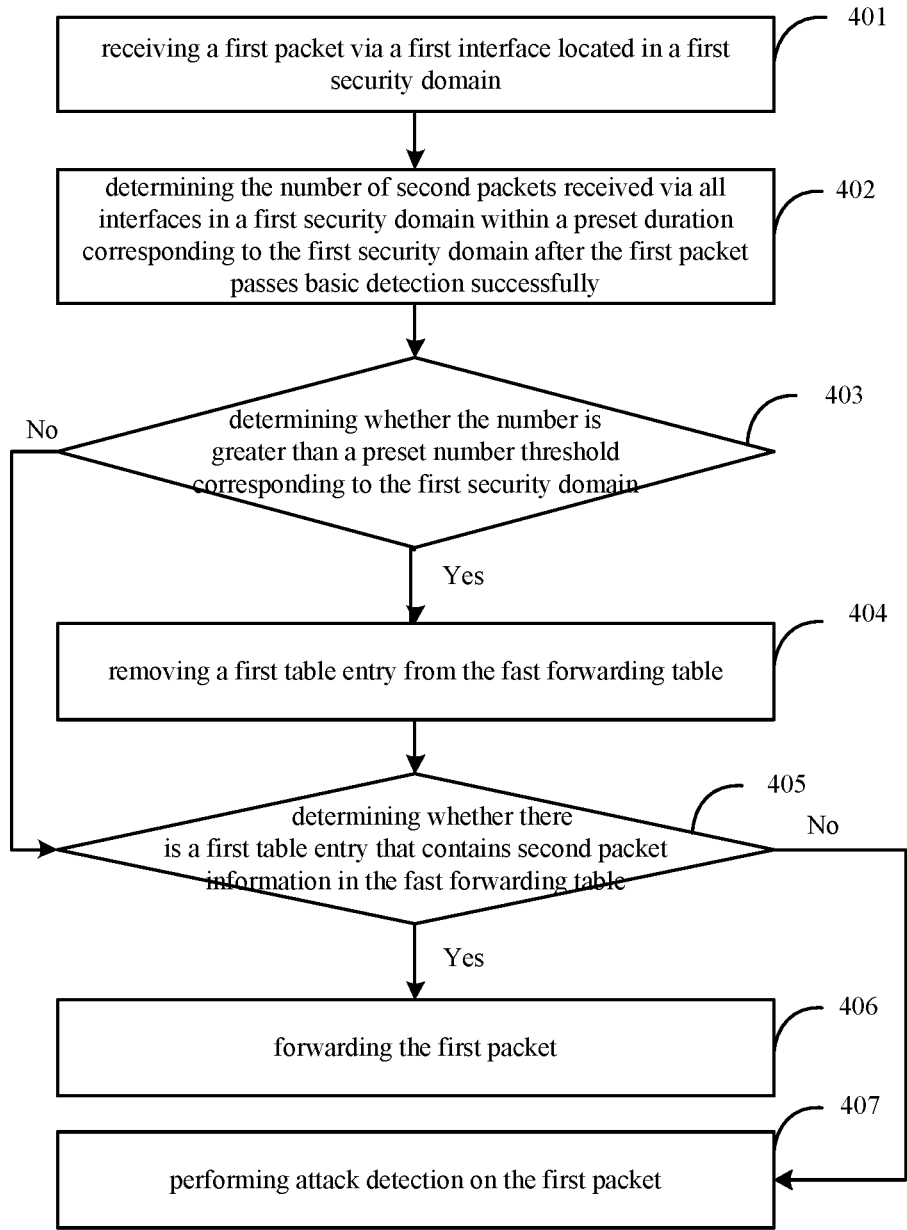 401
receiving a first packet via a first interface located in a first
security domain
402
determining the number of second packets received via all
interfaces in a first security domain within a preset duration
corresponding to the first security domain after the first packet
passes basic detection successfully
403
No
determining whether the number is
greater than a preset number threshold
corresponding to the first security domain
Yes
404
removing a first table entry from the fast forwarding table
405
determining whether there
is a first table entry that contains second packet
information in the fast forwarding table
No
Yes
406
forwarding the first packet
407
performing attack detection on the first packet